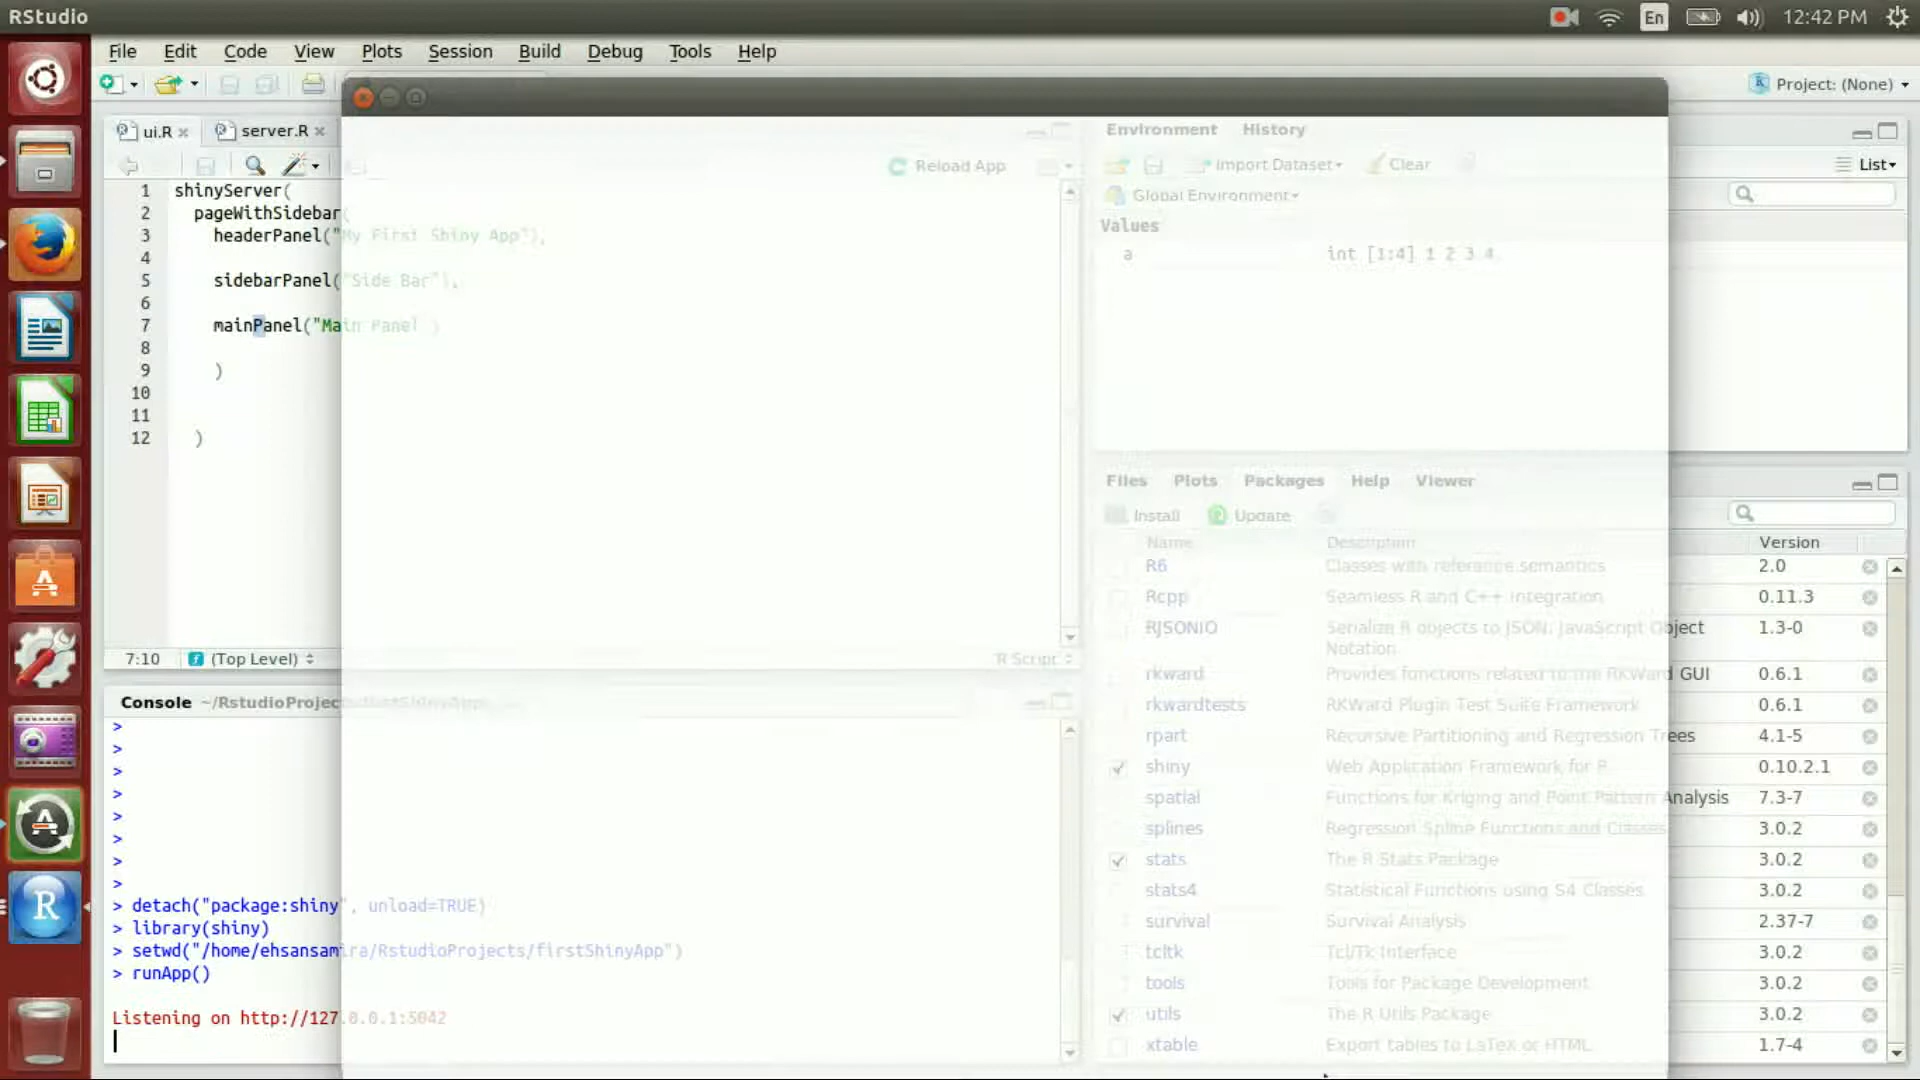 RStudio
En
12:42 PM
File Edit Code View Plots Session Build Debug Tools Help
Project: (None)
ui.R
server.R
Reload App
1 shinyServer(
2 pageWithSidebar(
3 headerPanel("My First Shiny App"),
4
5 sidebarPanel("Side Bar"),
6
7 mainPanel("Main Panel")
8
9 )
10
11
12 )
7:10
(Top Level)
R Script
Console ~/RstudioProjects/firstShinyApp
>
>
>
>
>
>
>
>
> detach("package:shiny", unload=TRUE)
> library(shiny)
> setwd("/home/ehsansamira/RstudioProjects/firstShinyApp")
> runApp()
Listening on http://127.0.0.1:5042
Environment History
Import Dataset
Clear
List
Global Environment
Values
a int [1:4] 1 2 3 4
Files Plots Packages Help Viewer
Install Update
Name Description Version
R6 Classes with reference semantics 2.0
Rcpp Seamless R and C++ Integration 0.11.3
RJSONIO Serialize R objects to JSON, JavaScript Object 1.3-0
Notation
rkward Provides functions related to the RKWard GUI 0.6.1
rkwardtests RKWard Plugin Test Suite Framework 0.6.1
rpart Recursive Partitioning and Regression Trees 4.1-5
shiny Web Application Framework for R 0.10.2.1
spatial Functions for Kriging and Point Pattern Analysis 7.3-7
splines Regression Spline Functions and Classes 3.0.2
stats The R Stats Package 3.0.2
stats4 Statistical Functions using S4 Classes 3.0.2
survival Survival Analysis 2.37-7
tcltk Tcl/Tk Interface 3.0.2
tools Tools for Package Development 3.0.2
utils The R Utils Package 3.0.2
xtable Export tables to LaTeX or HTML 1.7-4